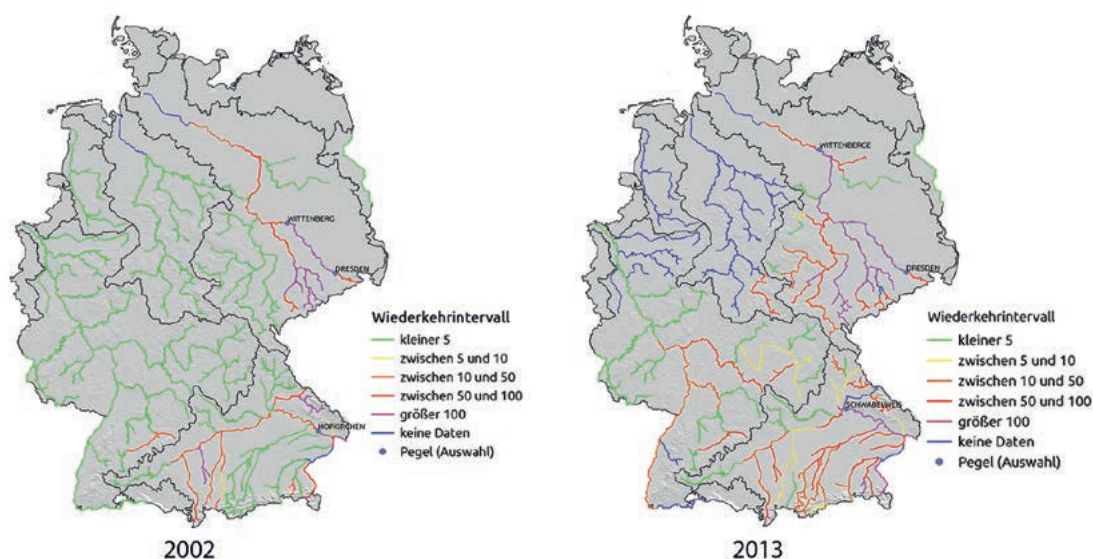 WITTENBERG
DRESDEN
HOFKIRCHEN
Wiederkehrintervall
kleiner 5
zwischen 5 und 10
zwischen 10 und 50
zwischen 50 und 100
größer 100
keine Daten
Pegel (Auswahl)
2002
WITTENBERGE
DRESDEN
SCHWABELWEIS
Wiederkehrintervall
kleiner 5
zwischen 5 und 10
zwischen 10 und 50
zwischen 50 und 100
größer 100
keine Daten
Pegel (Auswahl)
2013